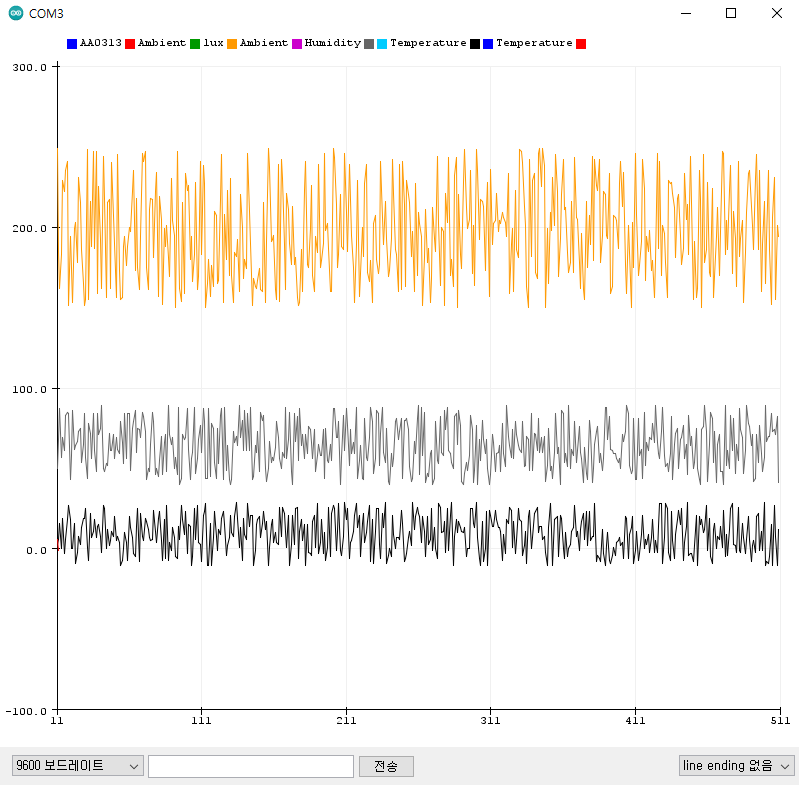 COM3
AA0313 Ambient lux Ambient Humidity Temperature Temperature
300.0
200.0
100.0
0.0
-100.0
11 111 211 311 411 511
9600 보드레이트 전송 line ending 없음